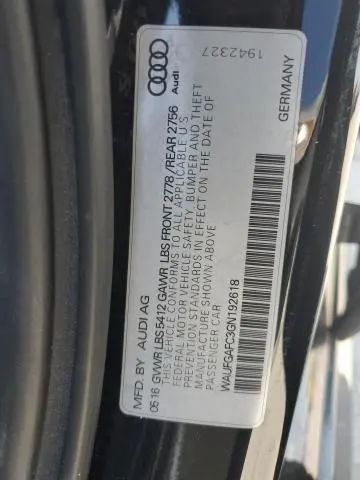 Audi
1942327
MFD. BY AUDI AG
05·16 GVWR LBS 5412 GAWR LBS FRONT 2778 / REAR 2756
THIS VEHICLE CONFORMS TO ALL APPLICABLE U.S.
FEDERAL MOTOR VEHICLE SAFETY, BUMPER AND THEFT
PREVENTION STANDARDS IN EFFECT ON THE DATE OF
MANUFACTURE SHOWN ABOVE
PASSENGER CAR
WAUFGAFC3GN192618
GERMANY